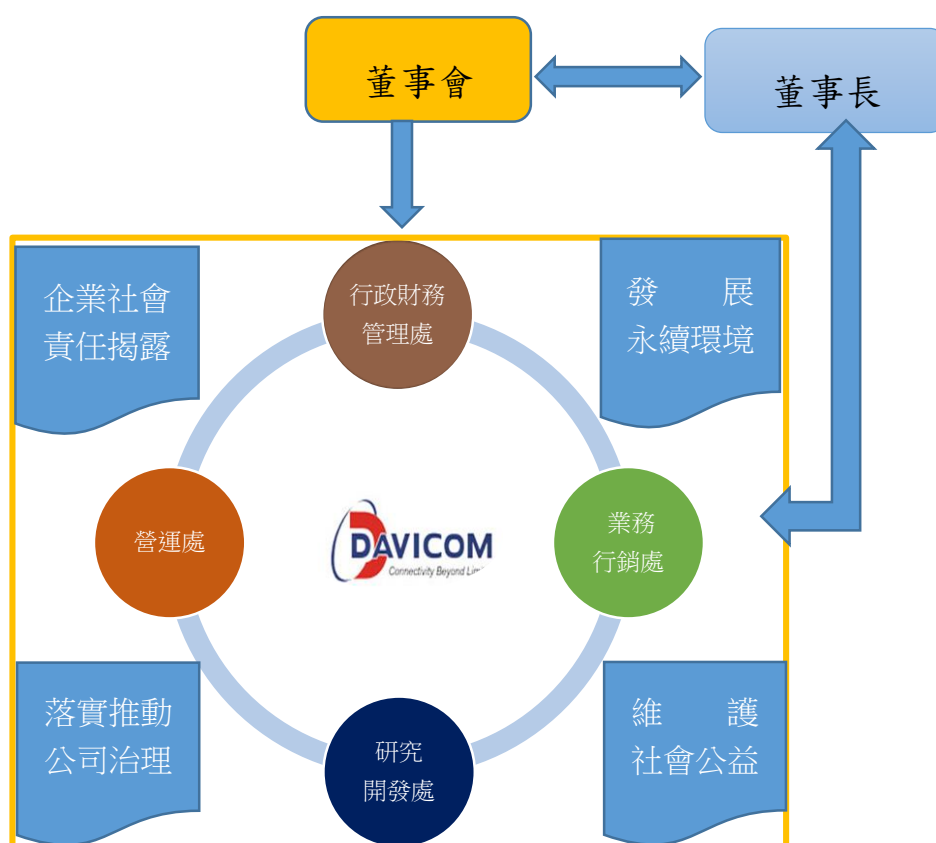 董事會
董事長
企業社會
責任揭露
行政財務
管理處
發 展
永續環境
營運處
DAVICOM
Connectivity Beyond
業務
行銷處
落實推動
公司治理
研究
開發處
維 護
社會公益